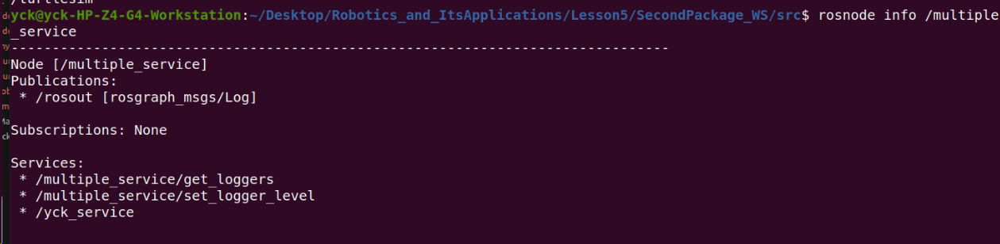 /turtlesim
yck@yck-HP-Z4-G4-Workstation:~/Desktop/Robotics_and_ItsApplications/Lesson5/SecondPackage_WS/src$ rosnode info /multiple
_service
--------------------------------------------------------------------------------
Node [/multiple_service]
Publications:
 * /rosout [rosgraph_msgs/Log]
Subscriptions: None
Services:
 * /multiple_service/get_loggers
 * /multiple_service/set_logger_level
 * /yck_service